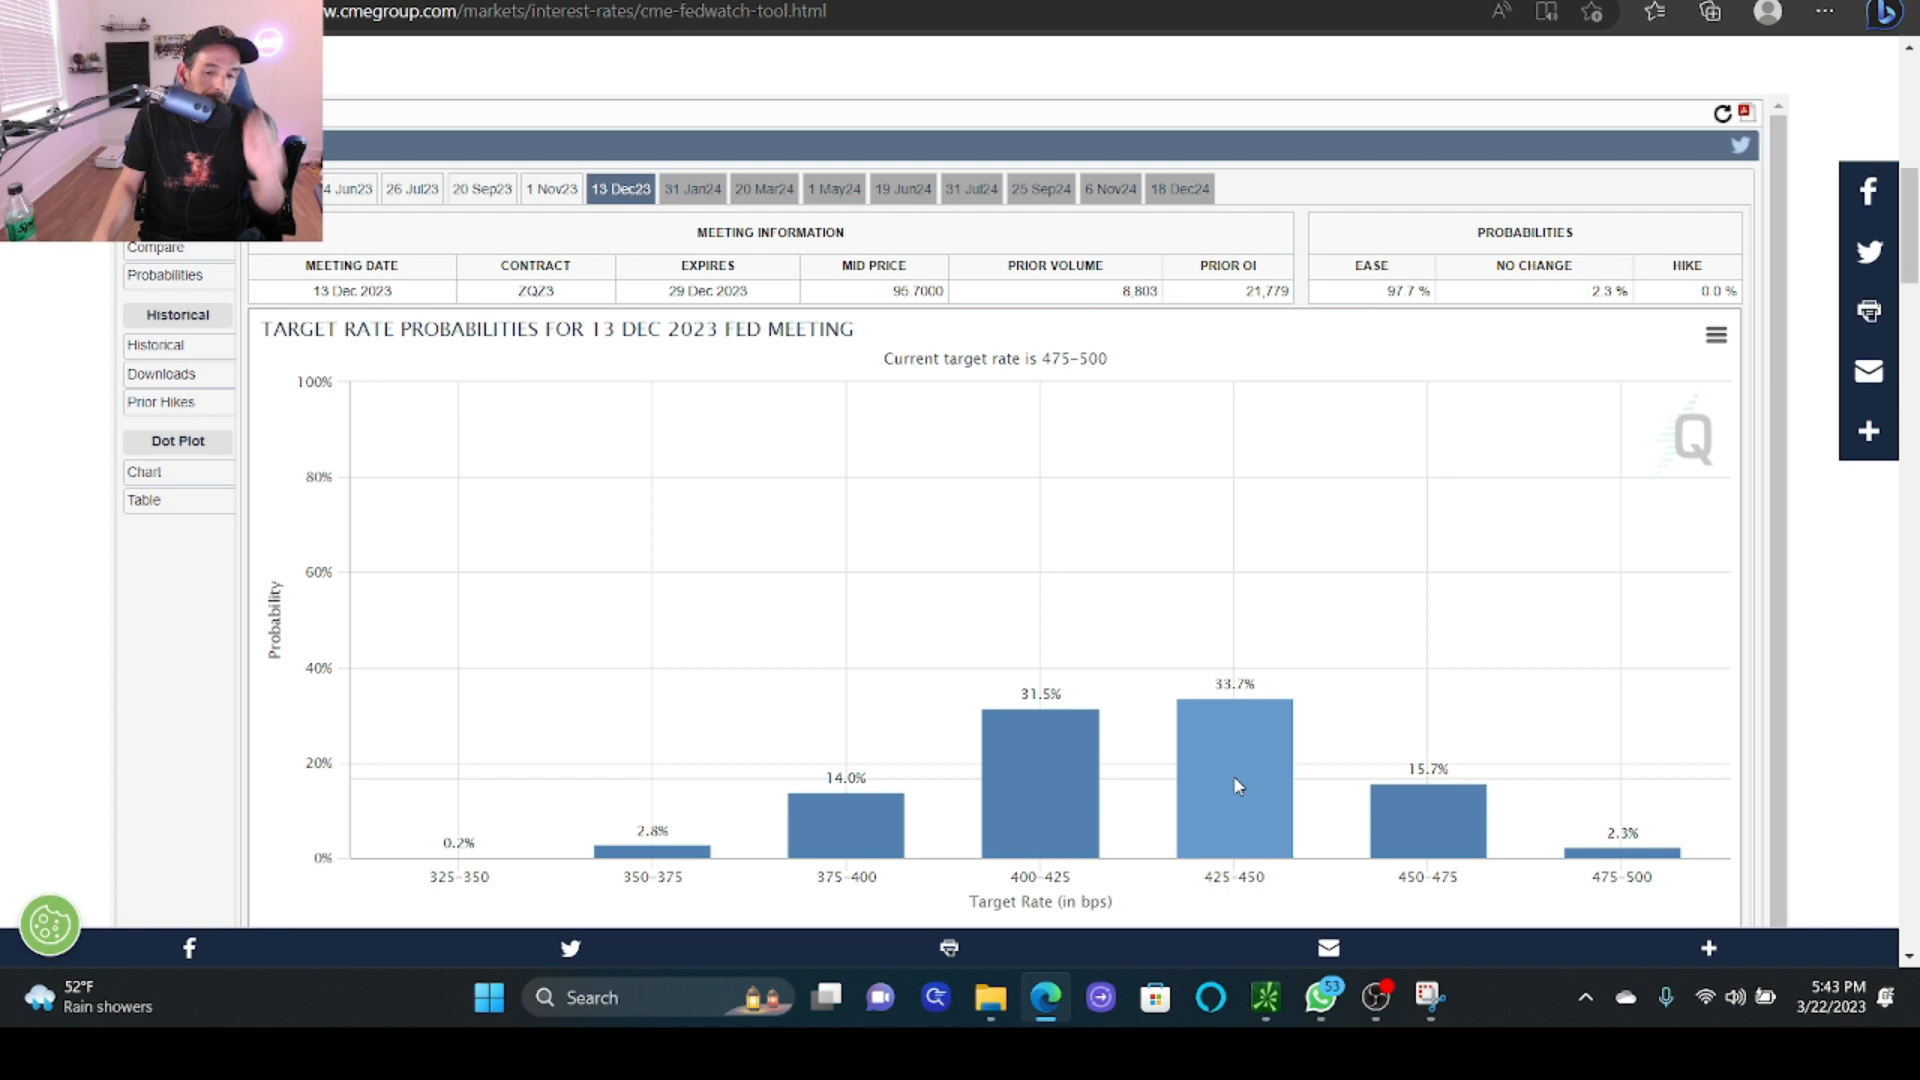 w.cmegroup.com/markets/interest-rates/cme-fedwatch-tool.html
4 Jun23 26 Jul23 20 Sep23 1 Nov23 13 Dec23 31 Jan24 20 Mar24 1 May24 19 Jun24 31 Jul24 25 Sep24 6 Nov24 18 Dec24
MEETING INFORMATION
PROBABILITIES
MEETING DATE CONTRACT EXPIRES MID PRICE PRIOR VOLUME PRIOR OI EASE NO CHANGE HIKE
13 Dec 2023 ZQZ3 29 Dec 2023 95.7000 8,803 21,779 97.7 % 2.3 % 0.0 %
Compare
Probabilities
Historical
Historical
Downloads
Prior Hikes
Dot Plot
Chart
Table
TARGET RATE PROBABILITIES FOR 13 DEC 2023 FED MEETING
Current target rate is 475-500
Q
Probability
100%
80%
60%
40%
20%
0%
0.2% 2.8% 14.0% 31.5% 33.7% 15.7% 2.3%
325-350 350-375 375-400 400-425 425-450 450-475 475-500
Target Rate (in bps)
52°F
Rain showers
Search
53
5:43 PM
3/22/2023